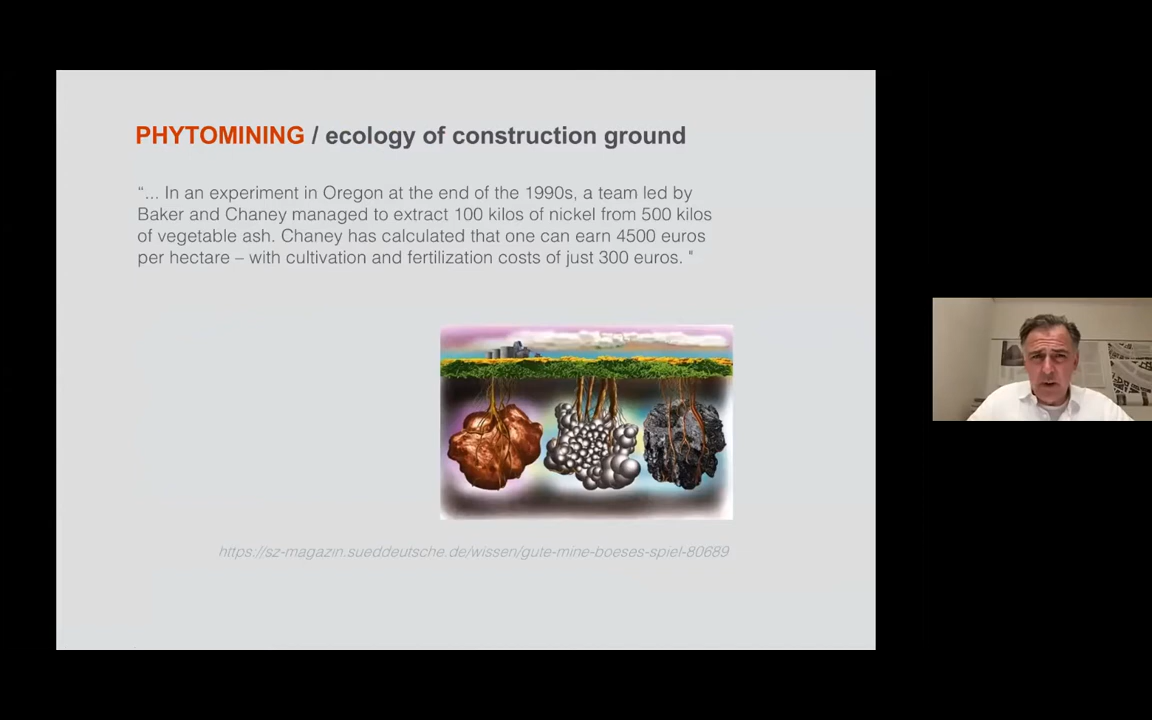 PHYTOMINING / ecology of construction ground
“... In an experiment in Oregon at the end of the 1990s, a team led by
Baker and Chaney managed to extract 100 kilos of nickel from 500 kilos
of vegetable ash. Chaney has calculated that one can earn 4500 euros
per hectare – with cultivation and fertilization costs of just 300 euros. "
https://sz-magazin.sueddeutsche.de/wissen/gute-mine-boeses-spiel-80689